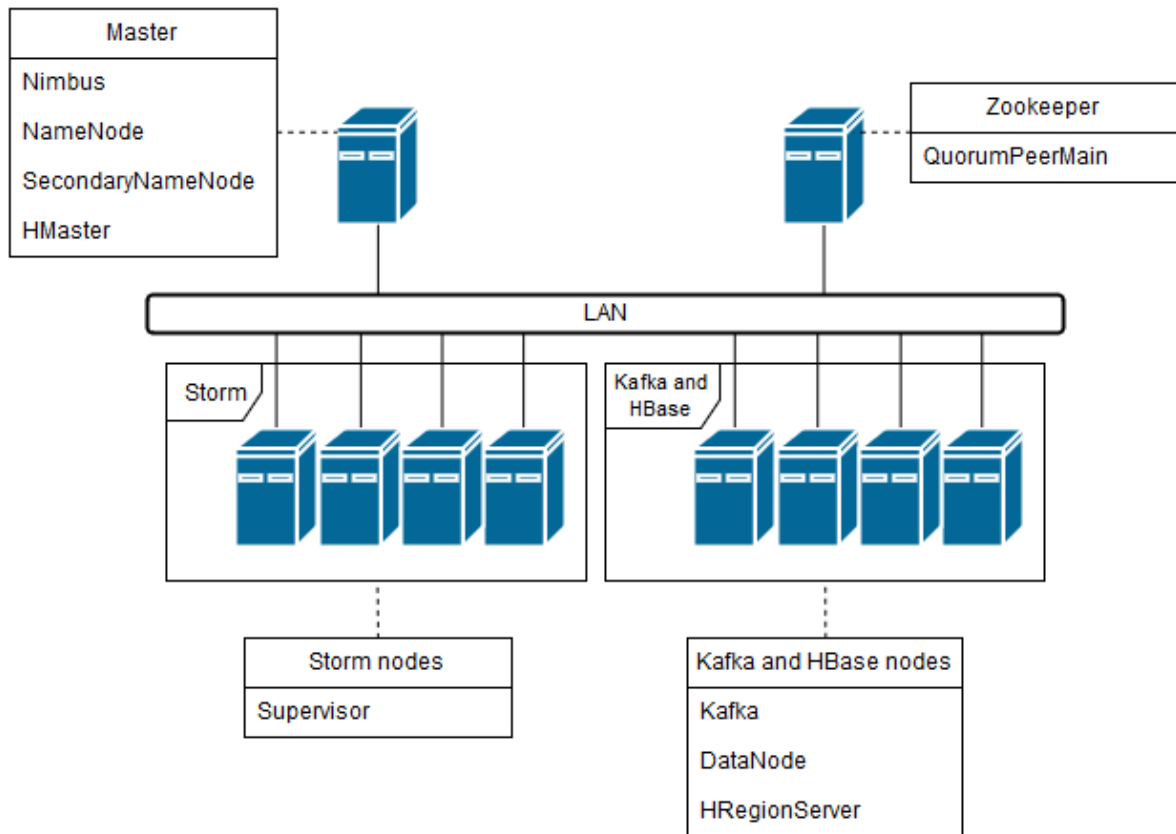 Master
Nimbus
NameNode
SecondaryNameNode
HMaster
Zookeeper
QuorumPeerMain
LAN
Storm
Kafka and
HBase
Storm nodes
Supervisor
Kafka and HBase nodes
Kafka
DataNode
HRegionServer